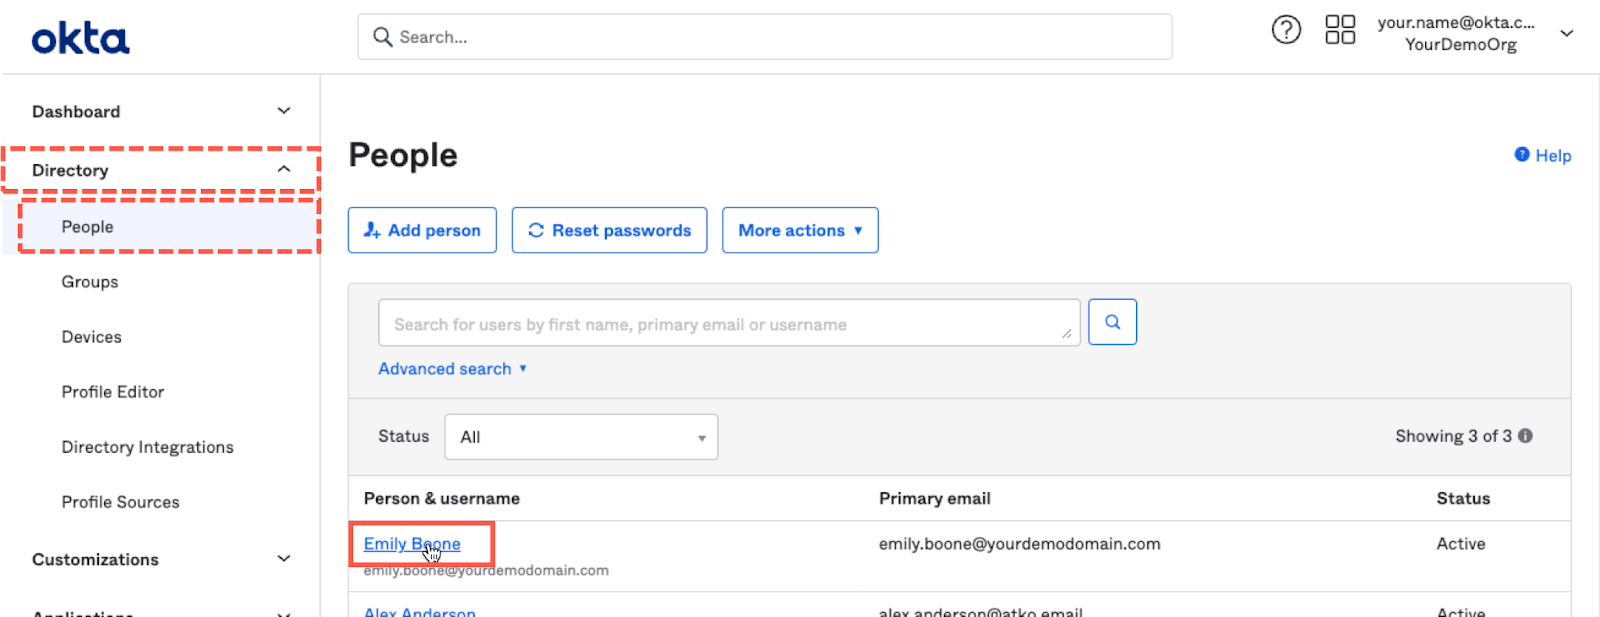 okta
Search...
your.name@okta.c...
YourDemoOrg
Dashboard
Directory
People
Groups
Devices
Profile Editor
Directory Integrations
Profile Sources
Customizations
Applications
People
Help
Add person
Reset passwords
More actions
Search for users by first name, primary email or username
Advanced search
Status
All
Showing 3 of 3
Person & username
Primary email
Status
Emily Boone
emily.boone@yourdemodomain.com
Active
emily.boone@yourdemodomain.com
Alex Anderson
alex.anderson@atko.email
Active